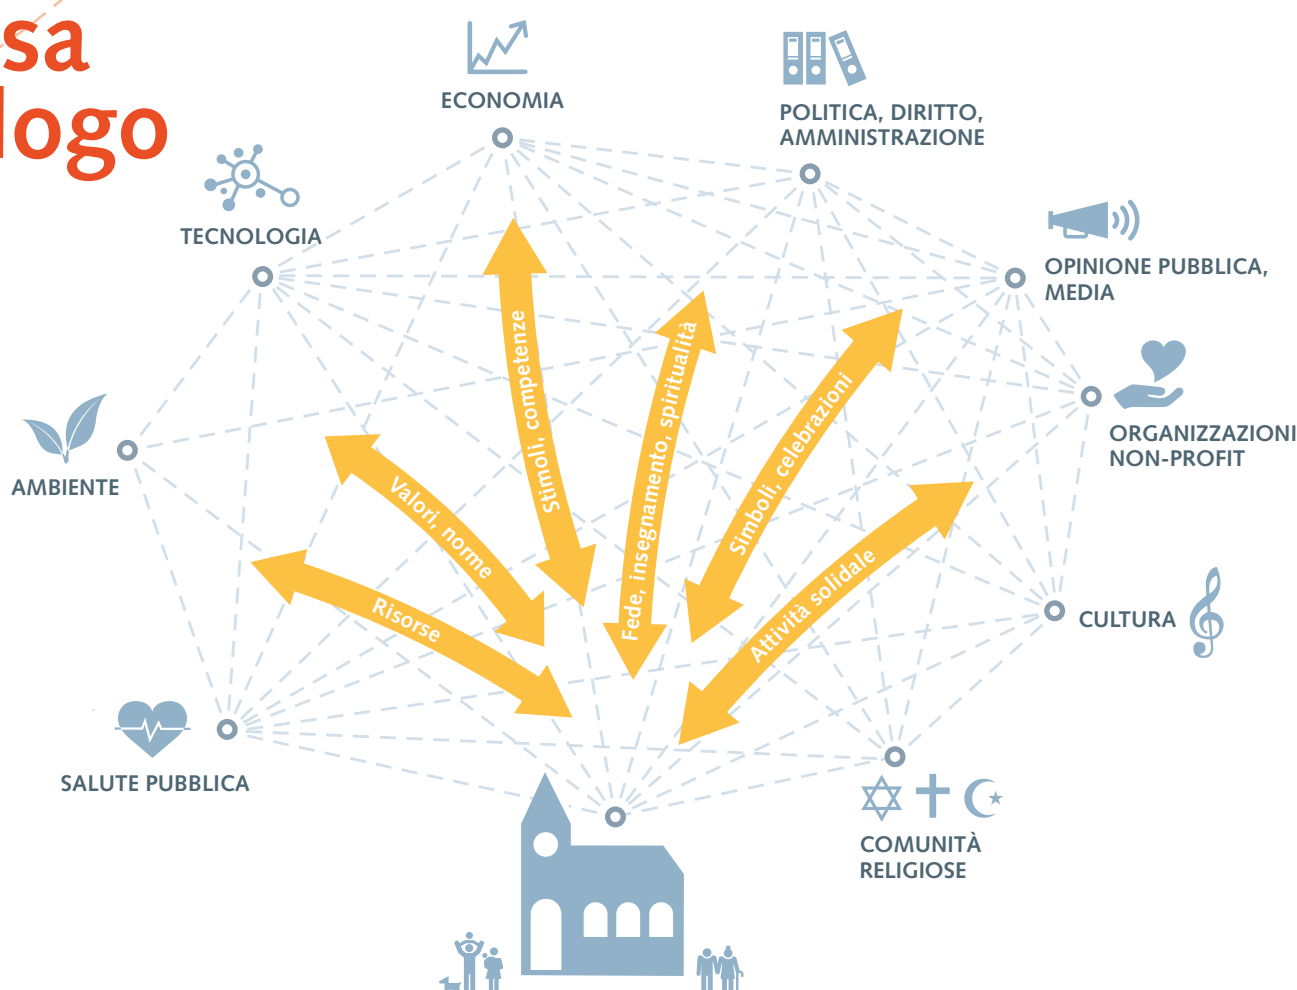 sa
logo
ECONOMIA
POLITICA, DIRITTO,
AMMINISTRAZIONE
TECNOLOGIA
OPINIONE PUBBLICA,
MEDIA
ORGANIZZAZIONI
NON-PROFIT
AMBIENTE
CULTURA
SALUTE PUBBLICA
COMUNITÀ
RELIGIOSE
Risorse
Valori, norme
Stimoli, competenze
Fede, insegnamento, spiritualità
Simboli, celebrazioni
Attività solidale